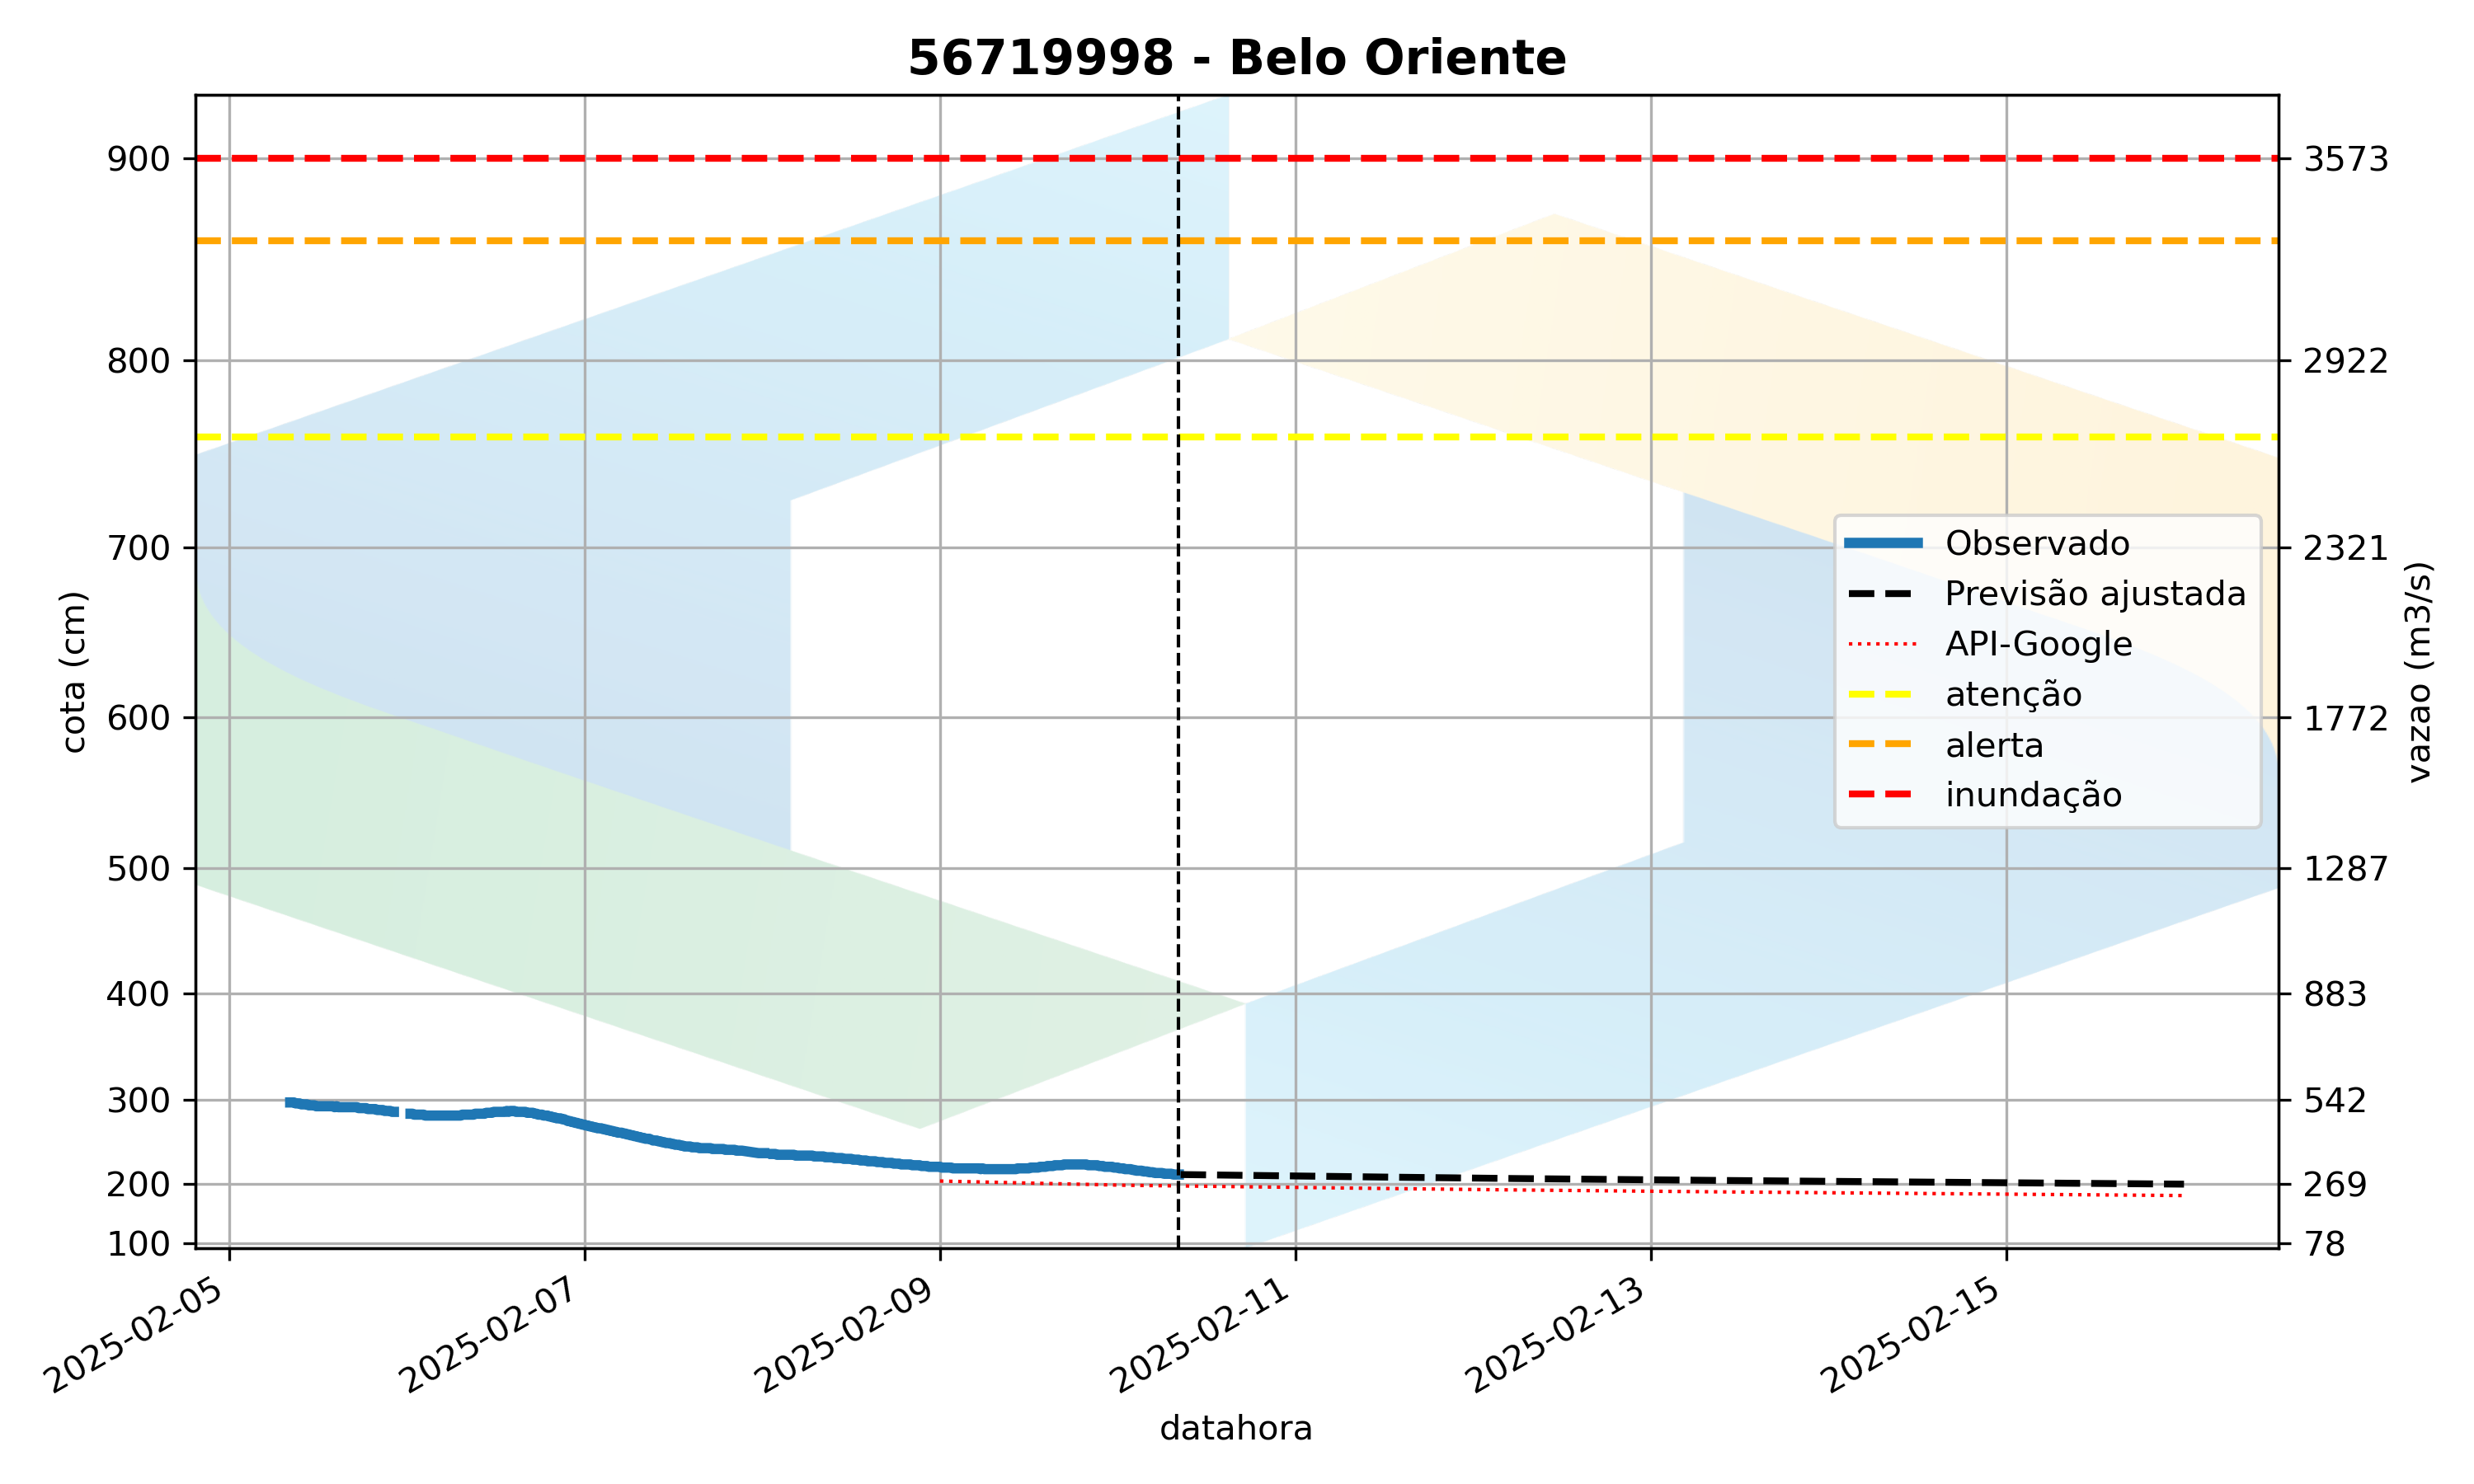 56719998 - Belo Oriente
cota (cm)
900
800
700
600
500
400
300
200
100
3573
2922
2321
1772
1287
883
542
269
78
vazao (m3/s)
Observado
Previsão ajustada
API-Google
atenção
alerta
inundação
2025-02-05
2025-02-07
2025-02-09
2025-02-11
2025-02-13
2025-02-15
datahora